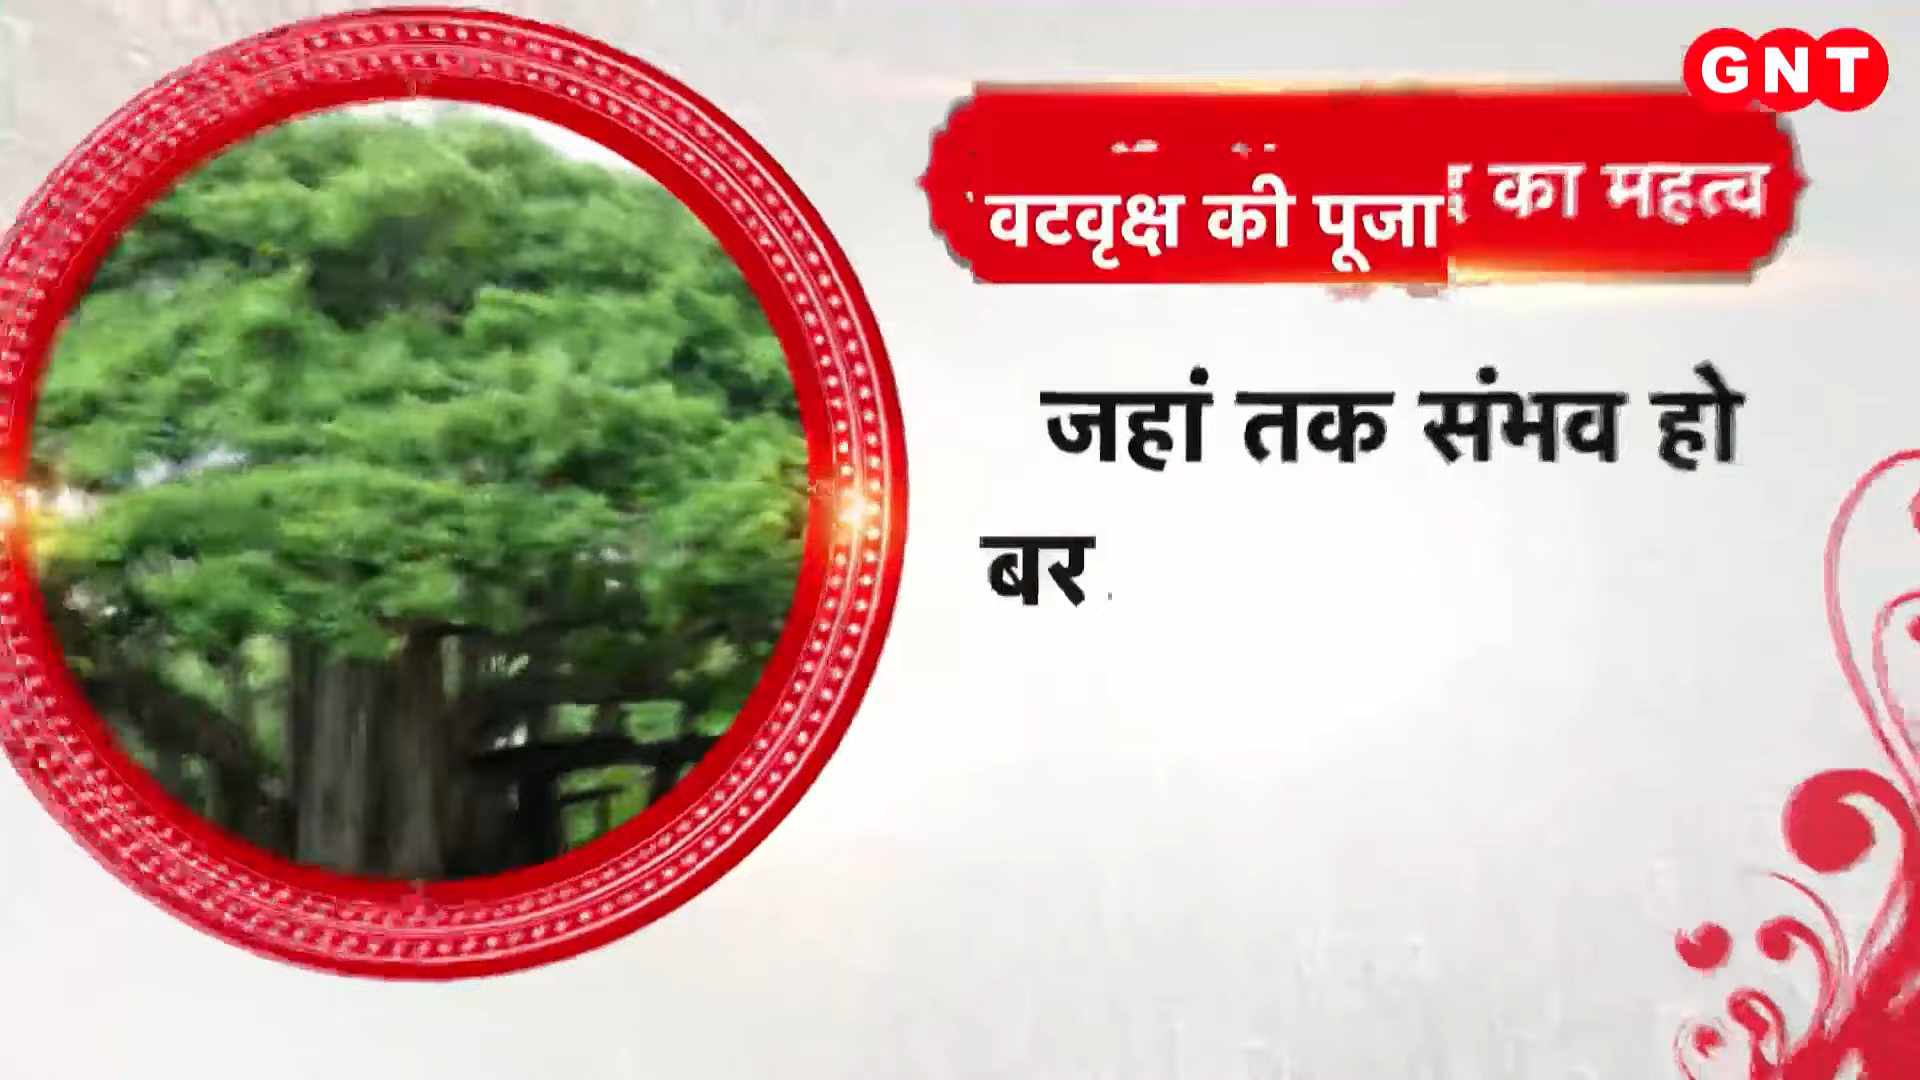 GNT
वटवृक्ष की पूजा
का महत्व
जहां तक संभव हो
बर